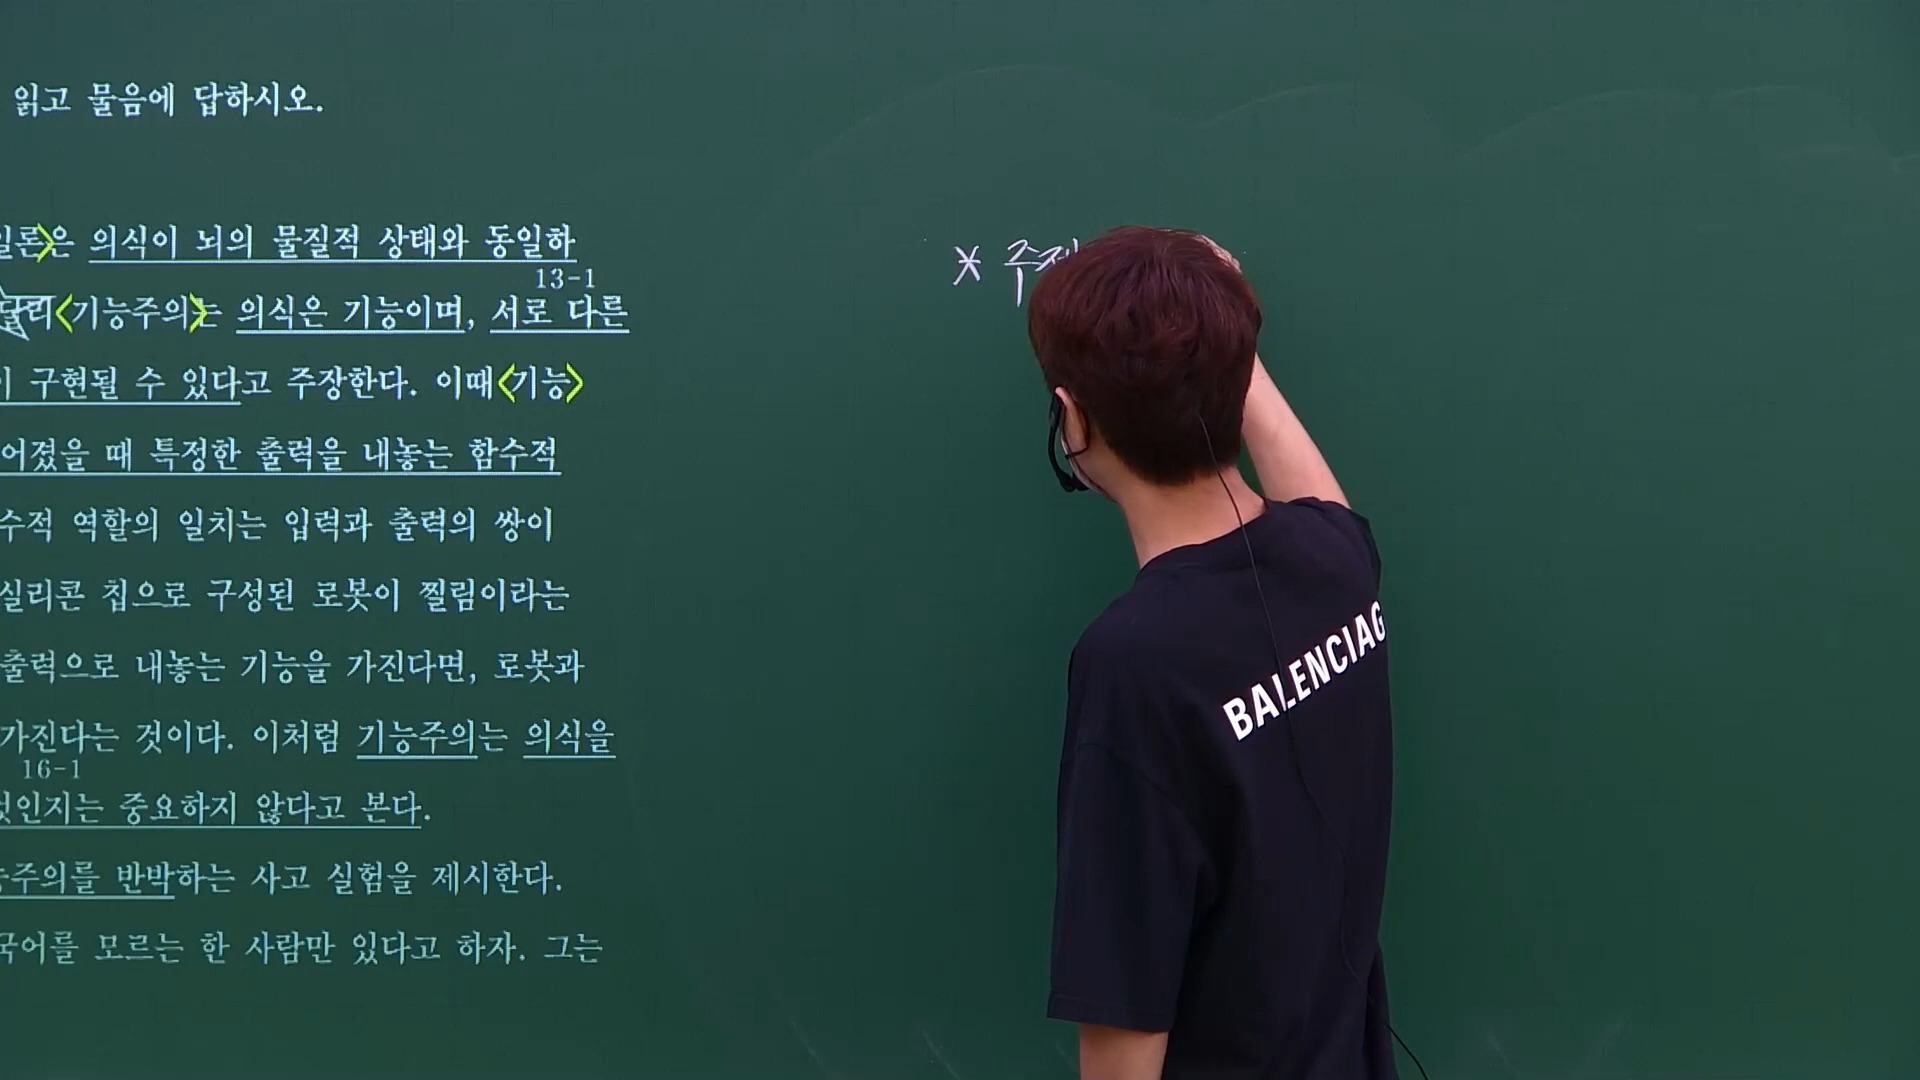 읽고 물음에 답하시오.
은 의식이 뇌의 물질적 상태와 동일하
13-1
<기능주의>는 의식은 기능이며, 서로 다른
구현될 수 있다고 주장한다. 이때 <기능>
어졌을 때 특정한 출력을 내놓는 함수적
수적 역할의 일치는 입력과 출력의 쌍이
실리콘 칩으로 구성된 로봇이 찔림이라는
출력으로 내놓는 기능을 가진다면, 로봇과
가진다는 것이다. 이처럼 기능주의는 의식을
16-1
것인지는 중요하지 않다고 본다.
능주의를 반박하는 사고 실험을 제시한다.
국어를 모르는 한 사람만 있다고 하자. 그는
* 주제
BALENCIAG